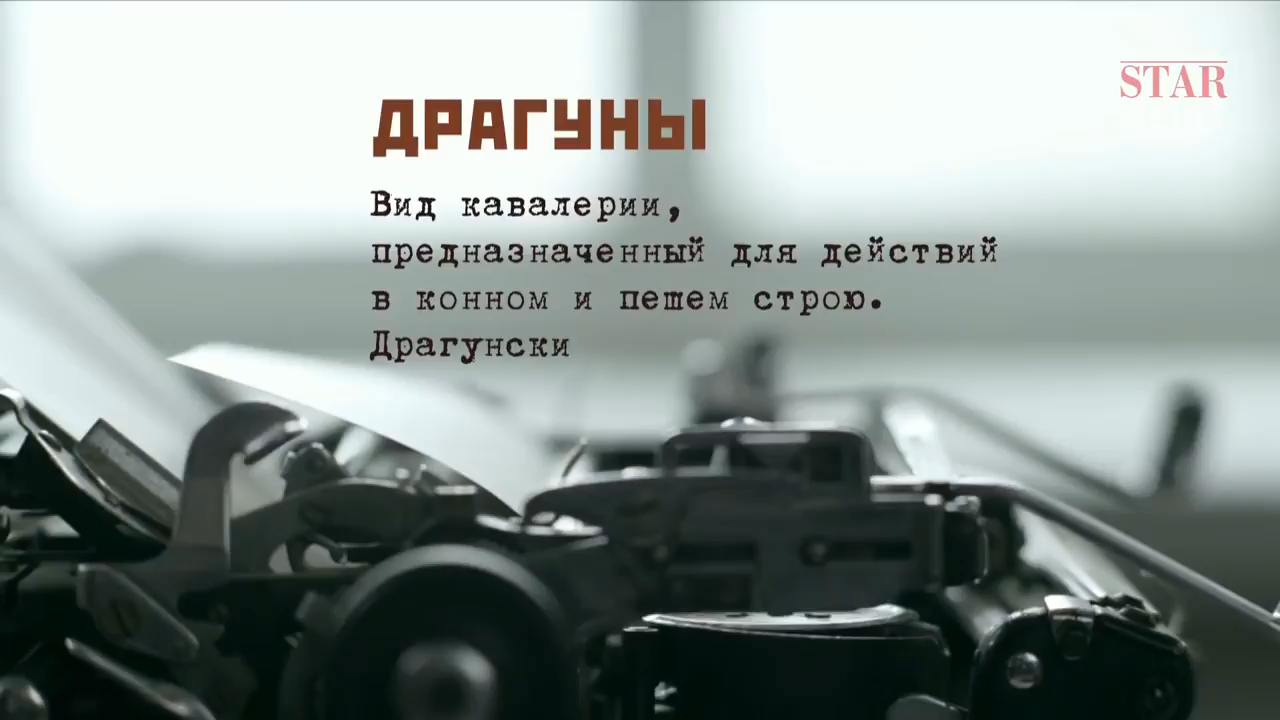 STAR
ДРАГУНЫ
Вид кавалерии,
предназначенный для действий
в конном и пешем строю.
Драгунски